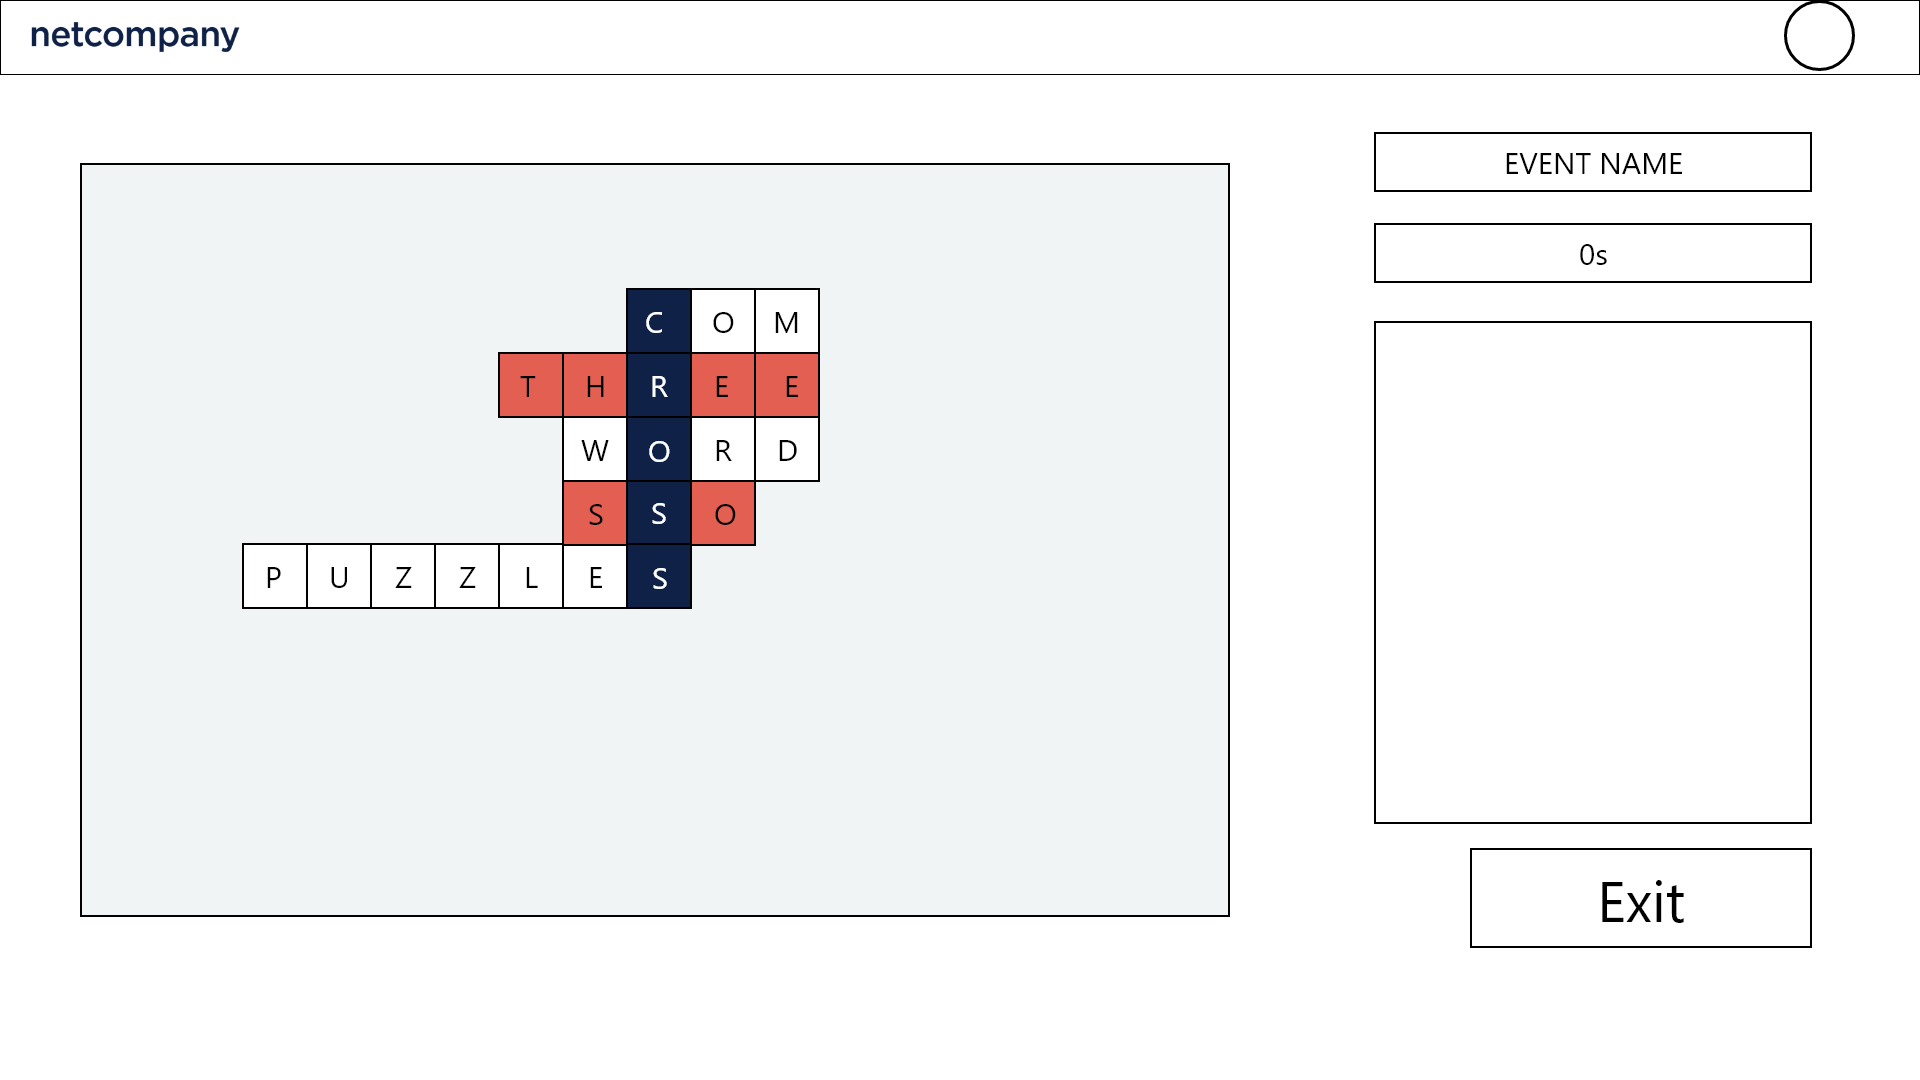 netcompany
EVENT NAME
0s
C O M
T H R E E
W O R D
S S O
P U Z Z L E S
Exit